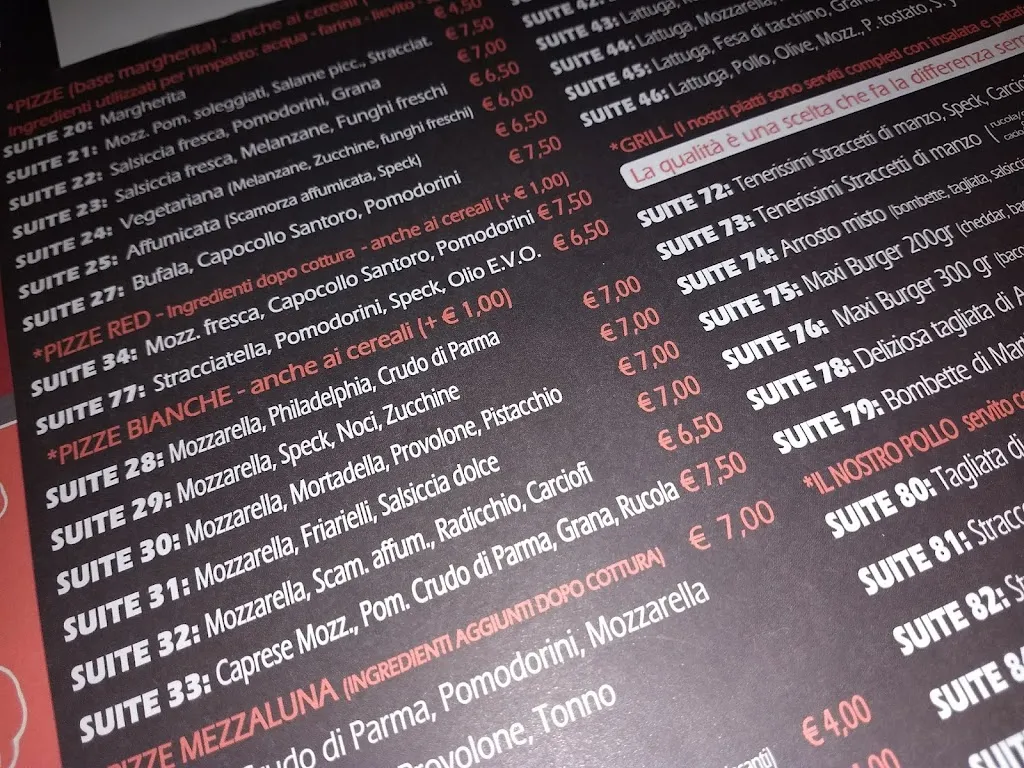 *PIZZE (base margherita) - anche ai cereali
Ingredienti utilizzati per l'impasto: acqua - farina - lievito -
SUITE 20: Margherita € 4,50
SUITE 21: Mozz. Pom. soleggiati, Salame picc., Stracciat. € 7,50
SUITE 22: Salsiccia fresca, Pomodorini, Grana € 7,00
SUITE 23: Salsiccia fresca, Melanzane, Funghi freschi € 6,50
SUITE 24: Vegetariana (Melanzane, Zucchine, funghi freschi) € 6,00
SUITE 25: Affumicata (Scamorza affumicata, Speck) € 6,50
SUITE 27: Bufala, Capocollo Santoro, Pomodorini € 7,50
*PIZZE RED - Ingredienti dopo cottura - anche ai cereali (+ € 1,00)
SUITE 34: Mozz. fresca, Capocollo Santoro, Pomodorini € 7,50
SUITE 77: Stracciatella, Pomodorini, Speck, Olio E.V.O. € 6,50
*PIZZE BIANCHE - anche ai cereali (+ € 1,00)
SUITE 28: Mozzarella, Philadelphia, Crudo di Parma € 7,00
SUITE 29: Mozzarella, Speck, Noci, Zucchine € 7,00
SUITE 30: Mozzarella, Mortadella, Provolone, Pistacchio € 7,00
SUITE 31: Mozzarella, Friarielli, Salsiccia dolce € 7,00
SUITE 32: Mozzarella, Scam. affum., Radicchio, Carciofi € 6,50
SUITE 33: Caprese Mozz., Pom. Crudo di Parma, Grana, Rucola € 7,50
PIZZE MEZZALUNA (INGREDIENTI AGGIUNTI DOPO COTTURA) € 7,00
Crudo di Parma, Pomodorini, Mozzarella
Provolone, Tonno
€ 4,00
SUITE 42:
SUITE 43: Lattuga,
SUITE 44: Lattuga, Mozzarella,
SUITE 45: Lattuga, Fesa di tacchino,
SUITE 46: Lattuga, Pollo, Olive, Mozz., P. tostato,
*GRILL (I nostri piatti sono serviti completi con insalata e
La qualità è una scelta che fa la differenza
SUITE 72: Tenerissimi Straccetti di manzo, Speck,
SUITE 73: Tenerissimi Straccetti di manzo
SUITE 74: Arrosto misto (bombette, tagliata,
SUITE 75: Maxi Burger 200gr (cheddar,
SUITE 76: Maxi Burger 300 gr
SUITE 78: Deliziosa tagliata di
SUITE 79: Bombette di
*IL NOSTRO POLLO servito
SUITE 80: Tagliata di
SUITE 81:
SUITE 82:
SUITE